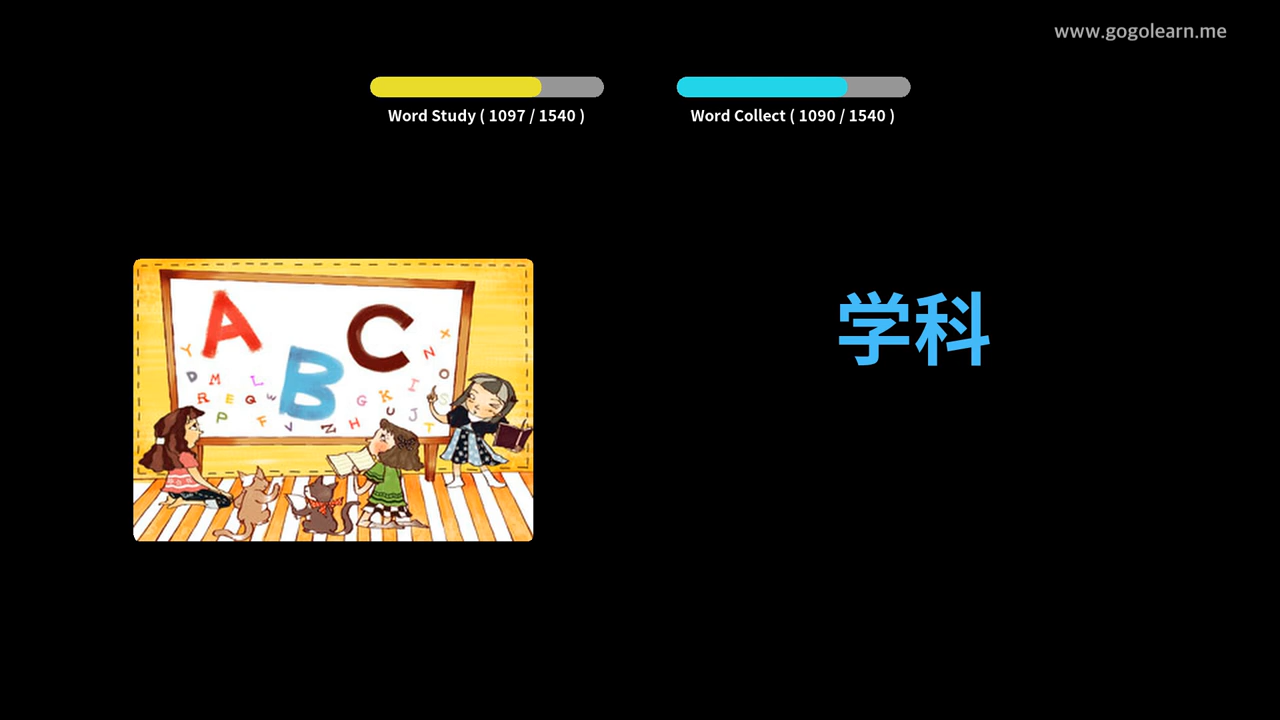 www.gogolearn.me
Word Study ( 1097 / 1540 )
Word Collect ( 1090 / 1540 )
学科
A
B
C
X
Y
N
D
M
L
O
I
R
E
Q
W
G
K
S
P
F
V
Z
H
U
J
T